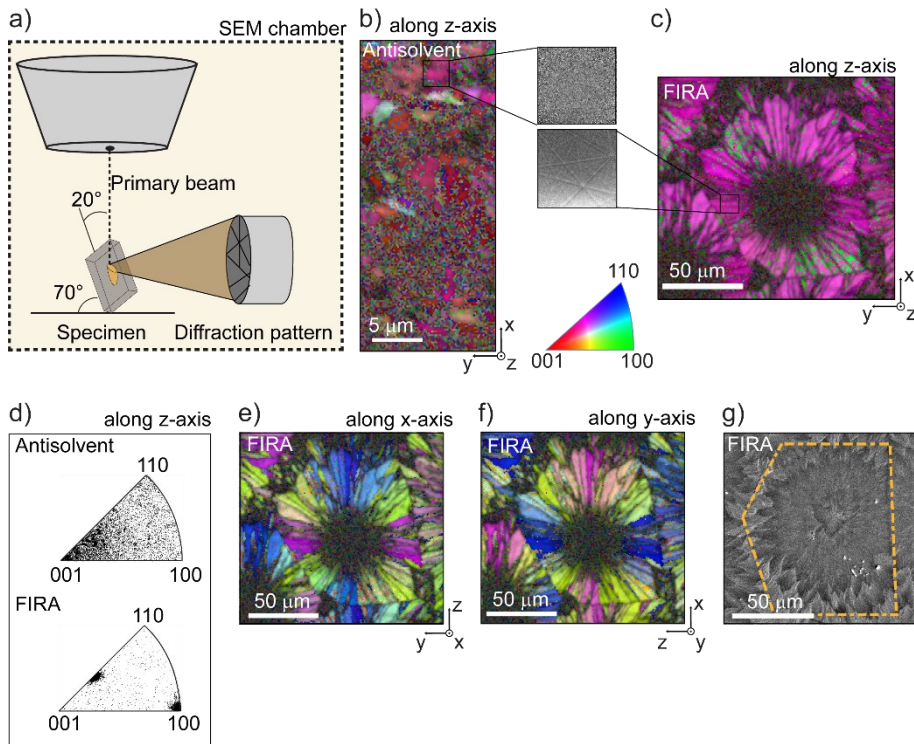 a)
SEM chamber
Primary beam
20°
70°
Specimen
Diffraction pattern
b)
along z-axis
Antisolvent
5 μm
x
y
z
110
001
100
c)
along z-axis
FIRA
50 μm
x
y
z
d)
along z-axis
Antisolvent
110
001
100
FIRA
110
001
100
e)
along x-axis
FIRA
50 μm
z
y
x
f)
along y-axis
FIRA
50 μm
x
z
y
g)
FIRA
50 μm